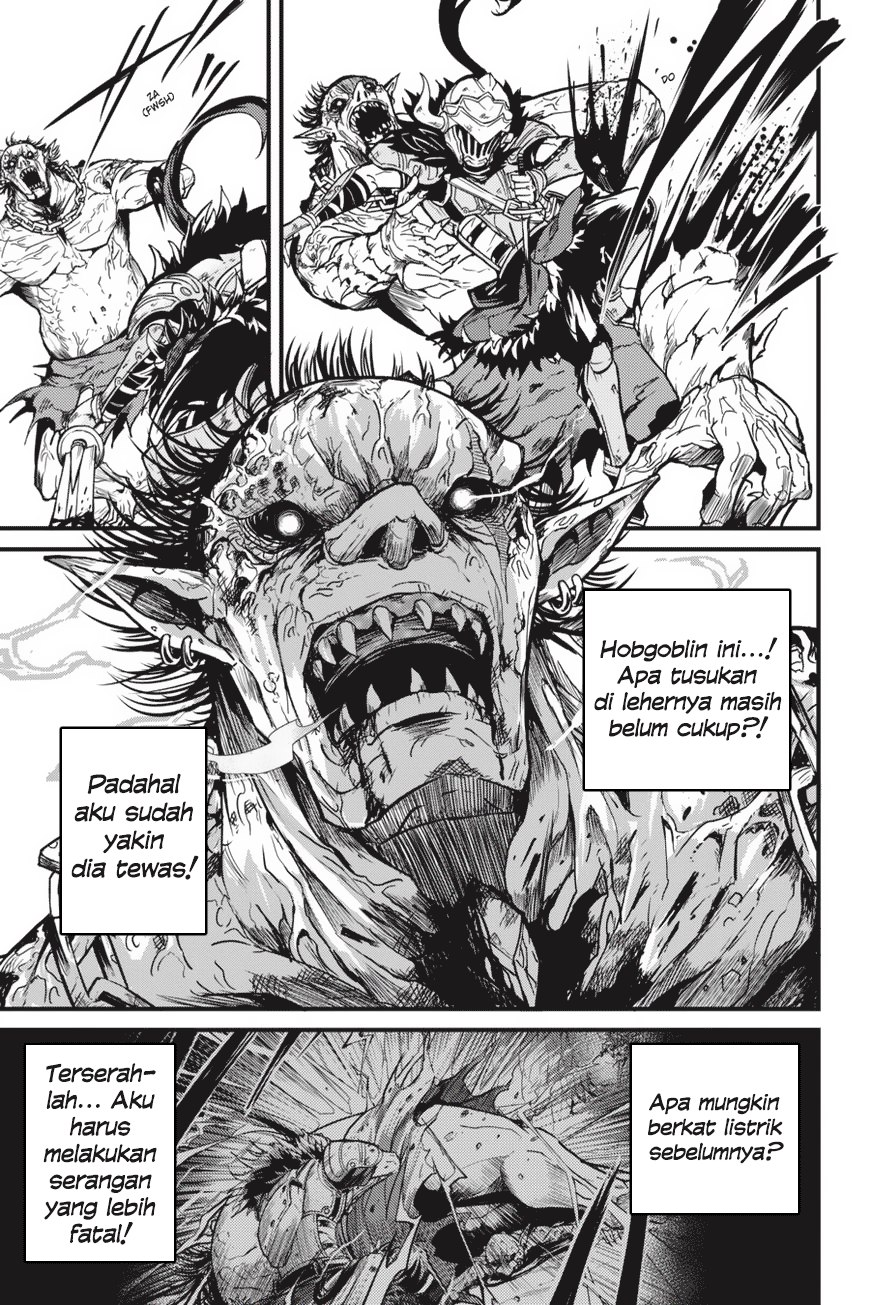 DO
ZA
(FWSH)
Hobgoblin ini...!
Apa tusukan
di lehernya masih
belum cukup?!
Padahal
aku sudah
yakin
dia tewas!
Apa mungkin
berkat listrik
sebelumnya?
Terserah-
lah... Aku
harus
melakukan
serangan
yang lebih
fatal!